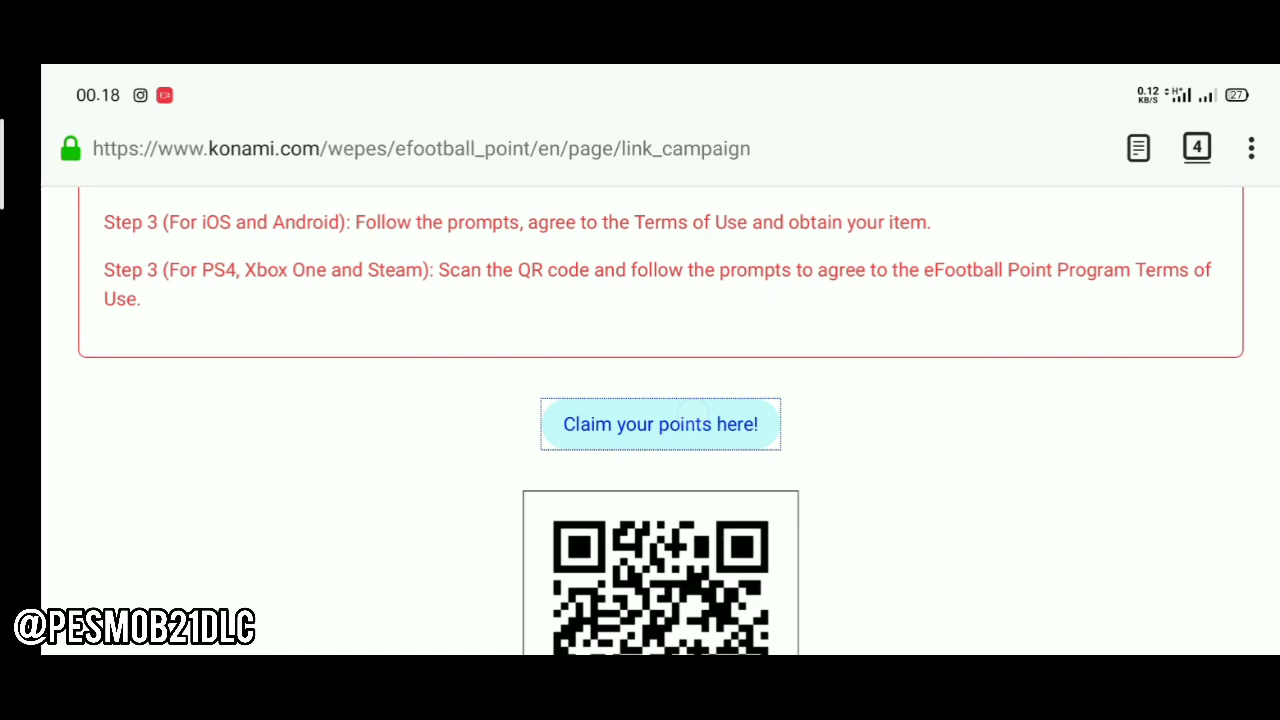 00.18
0.12
KB/S
H+
27
https://www.konami.com/wepes/efootball_point/en/page/link_campaign
4
Step 3 (For iOS and Android): Follow the prompts, agree to the Terms of Use and obtain your item.
Step 3 (For PS4, Xbox One and Steam): Scan the QR code and follow the prompts to agree to the eFootball Point Program Terms of
Use.
Claim your points here!
@PESMOB21DLC